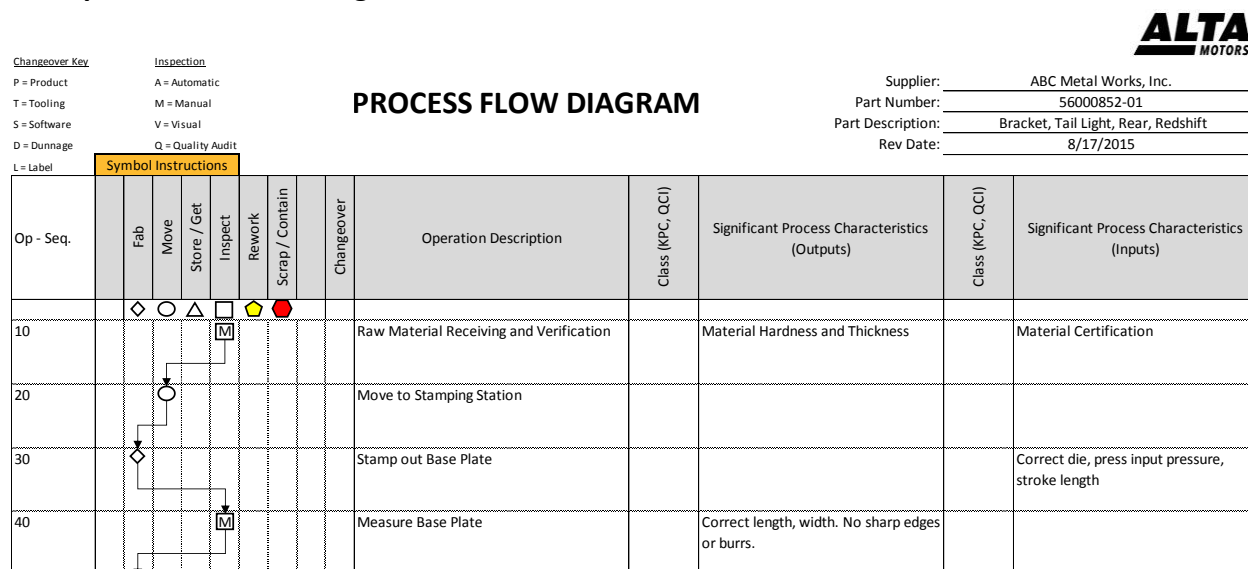 ALTA
MOTORS
Changeover Key
Inspection
P = Product
A = Automatic
T = Tooling
M = Manual
S = Software
V = Visual
D = Dunnage
Q = Quality Audit
L = Label
Symbol Instructions
PROCESS FLOW DIAGRAM
Supplier: ABC Metal Works, Inc.
Part Number: 56000852-01
Part Description: Bracket, Tail Light, Rear, Redshift
Rev Date: 8/17/2015
Op - Seq.
Fab
Move
Store / Get
Inspect
Rework
Scrap / Contain
Changeover
Operation Description
Class (KPC, QCI)
Significant Process Characteristics
(Outputs)
Class (KPC, QCI)
Significant Process Characteristics
(Inputs)
10 M Raw Material Receiving and Verification Material Hardness and Thickness Material Certification
20 Move to Stamping Station
30 Stamp out Base Plate Correct die, press input pressure,
stroke length
40 M Measure Base Plate Correct length, width. No sharp edges
or burrs.